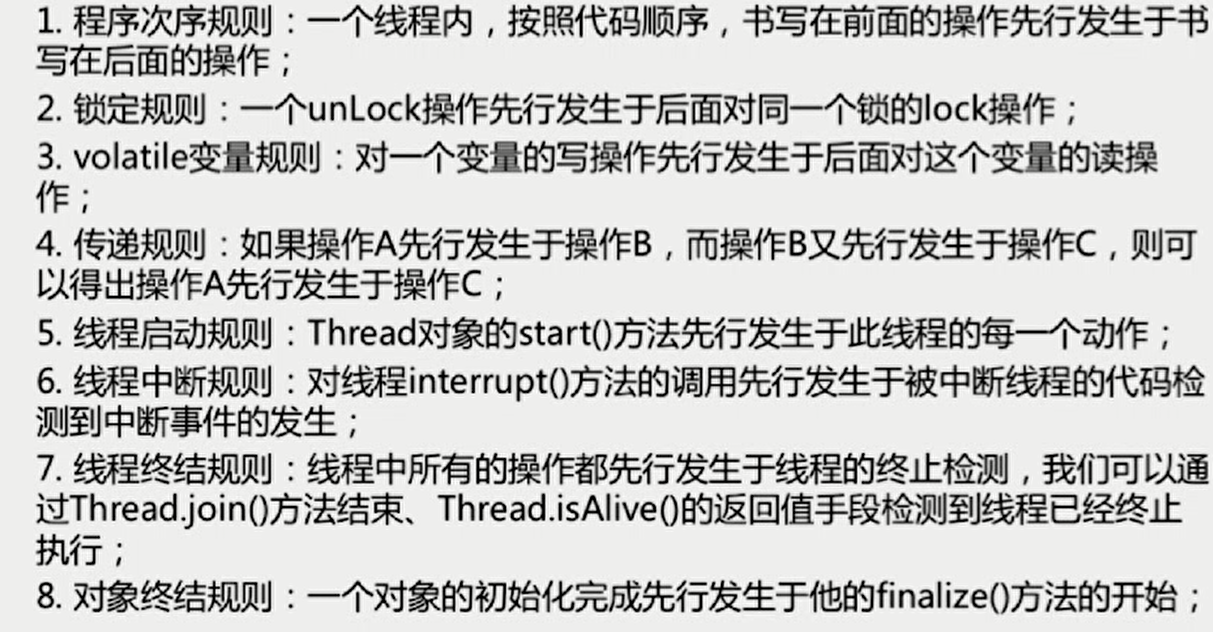 1. 程序次序规则：一个线程内，按照代码顺序，书写在前面的操作先行发生于书
写在后面的操作；
2. 锁定规则：一个unLock操作先行发生于后面对同一个锁的lock操作；
3. volatile变量规则：对一个变量的写操作先行发生于后面对这个变量的读操
作；
4. 传递规则：如果操作A先行发生于操作B，而操作B又先行发生于操作C，则可
以得出操作A先行发生于操作C；
5. 线程启动规则：Thread对象的start()方法先行发生于此线程的每一个动作；
6. 线程中断规则：对线程interrupt()方法的调用先行发生于被中断线程的代码检
测到中断事件的发生；
7. 线程终结规则：线程中所有的操作都先行发生于线程的终止检测，我们可以通
过Thread.join()方法结束、Thread.isAlive()的返回值手段检测到线程已经终止
执行；
8. 对象终结规则：一个对象的初始化完成先行发生于他的finalize()方法的开始；